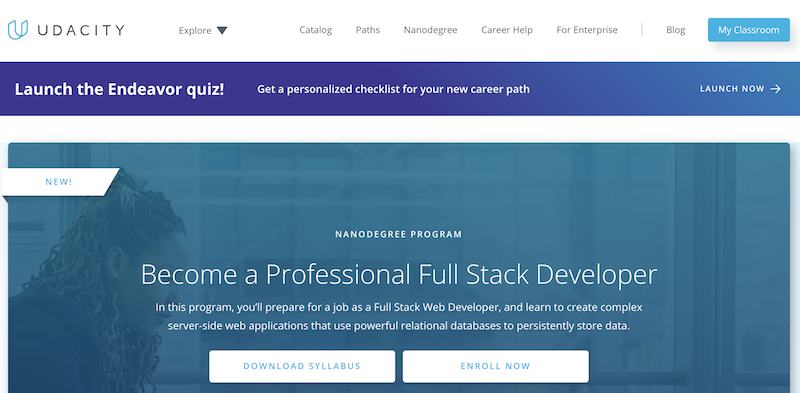 UDACITY
Explore
Catalog
Paths
Nanodegree
Career Help
For Enterprise
Blog
My Classroom
Launch the Endeavor quiz!
Get a personalized checklist for your new career path
LAUNCH NOW
NEW!
NANODEGREE PROGRAM
Become a Professional Full Stack Developer
In this program, you'll prepare for a job as a Full Stack Web Developer, and learn to create complex
server-side web applications that use powerful relational databases to persistently store data.
DOWNLOAD SYLLABUS
ENROLL NOW